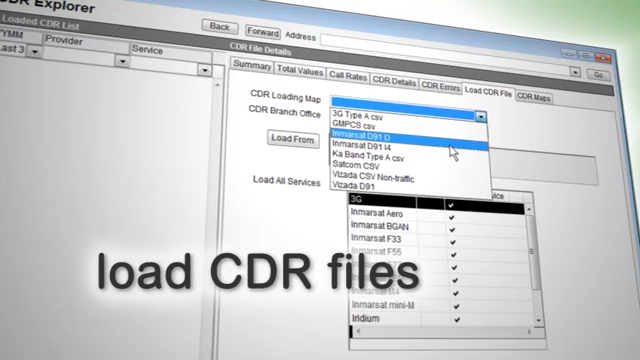 CDR Explorer
Back
Forward
Address
Go
Loaded CDR List
YYMM
Provider
Service
Last 3
CDR File Details
Summary
Total Values
Call Rates
CDR Details
CDR Errors
Load CDR File
CDR Maps
CDR Loading Map
CDR Branch Office
3G Type A csv
GMPCS csv
Inmarsat D91 D
Inmarsat D91 I4
Ka Band Type A csv
Satcom CSV
Vizada CSV Non-traffic
Vizada D91
Load From
Load All Services
3G
Inmarsat Aero
Inmarsat BGAN
Inmarsat F33
Inmarsat F55
Inmarsat M4
Inmarsat mini-M
Iridium
load CDR files